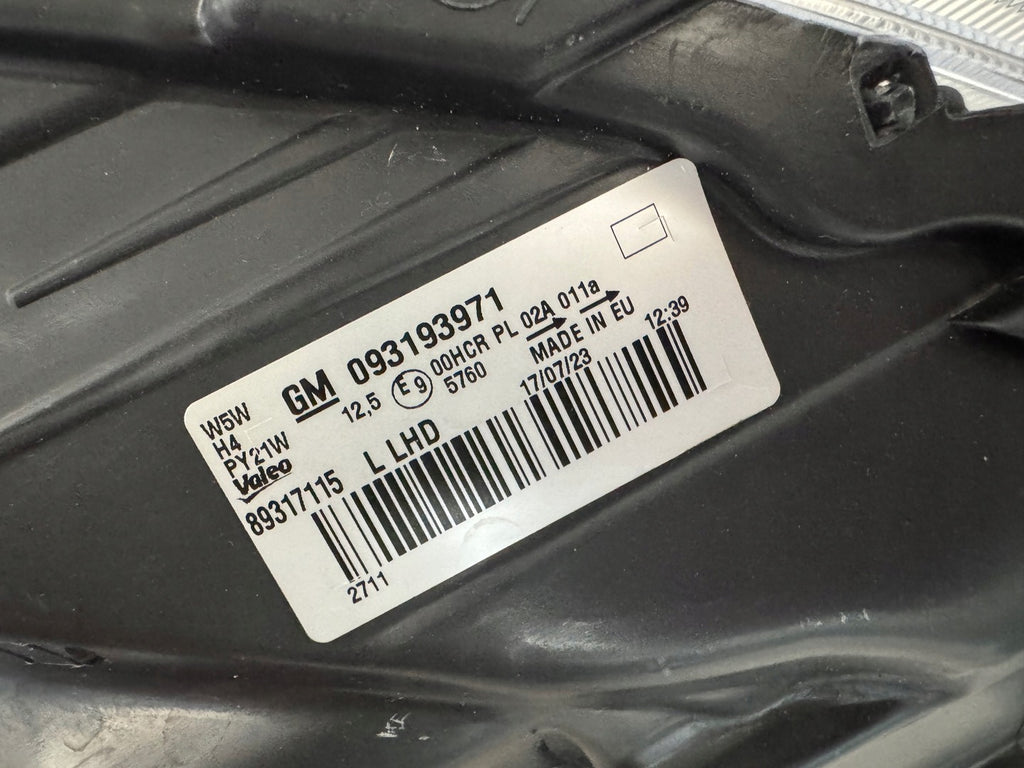 GM 093193971
12,5 E9 00HCR PL 02A 011a
5760 MADE IN EU
W5W
H4
PY21W
Valeo
17/07/23 12:39
89317115 L LHD
2711